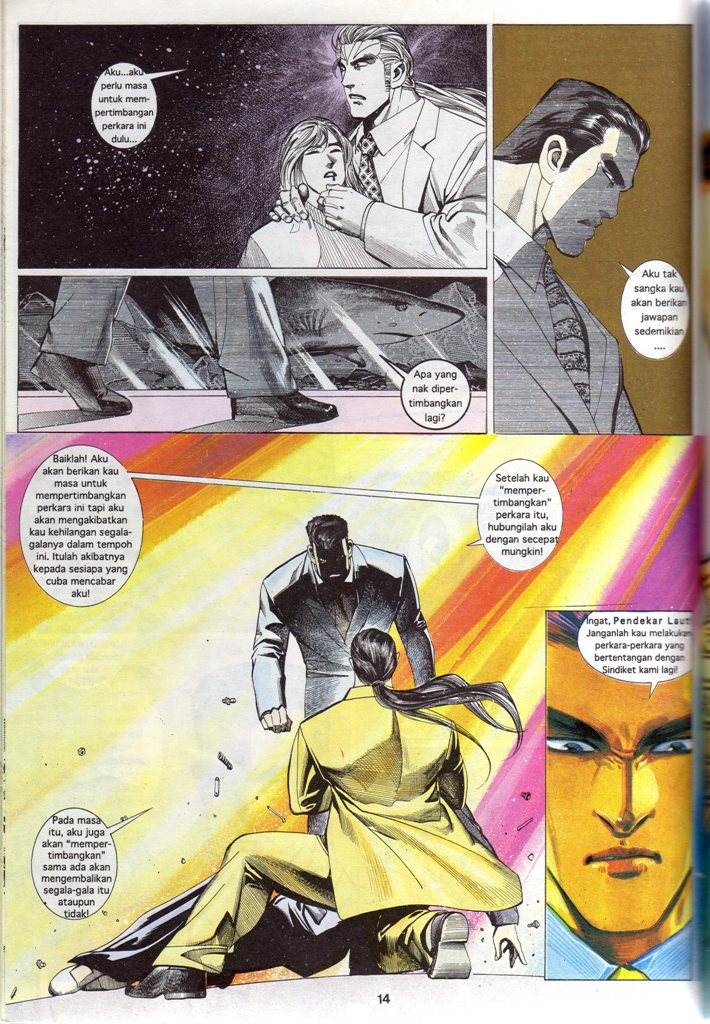 Aku...aku
perlu masa
untuk mem-
pertimbangan
perkara ini
dulu...
Aku tak
sangka kau
akan berikan
jawapan
sedemikian
....
Apa yang
nak diper-
timbangkan
lagi?
Baiklah! Aku
akan berikan kau
masa untuk
mempertimbangkan
perkara ini tapi aku
akan mengakibatkan
kau kehilangan segala-
galanya dalam tempoh
ini. Itulah akibatnya
kepada sesiapa yang
cuba mencabar
aku!
Setelah kau
"memper-
timbangkan"
perkara itu,
hubungilah aku
dengan secepat
mungkin!
Ingat, Pendekar Laut!
Janganlah kau melakukan
perkara-perkara yang
bertentangan dengan
Sindiket kami lagi!
Pada masa
itu, aku juga
akan "memper-
timbangkan"
sama ada akan
mengembalikan
segala-gala itu
ataupun
tidak!
14